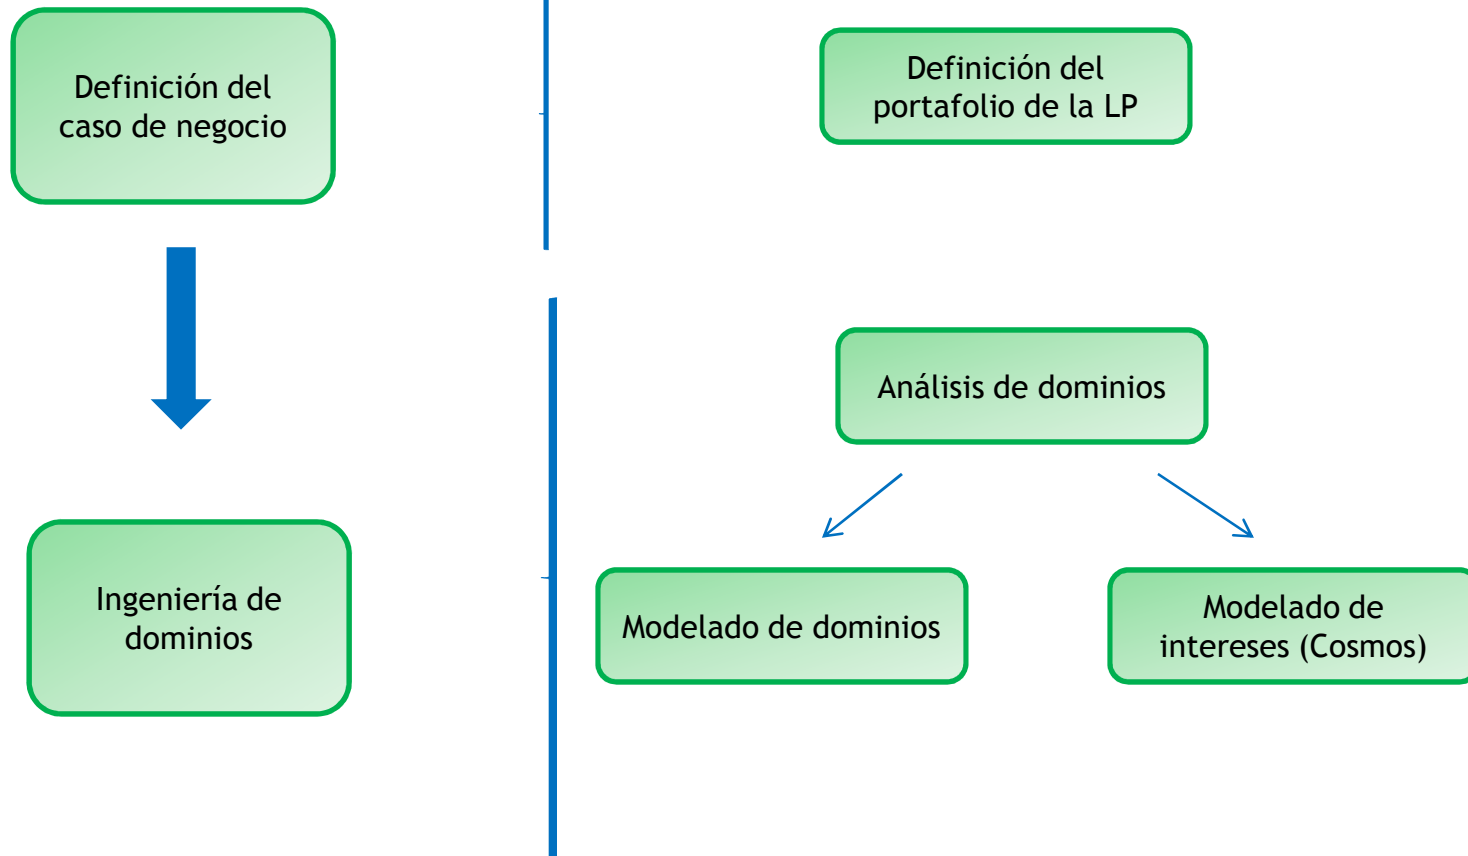 Definición del
caso de negocio
Definición del
portafolio de la LP
Análisis de dominios
Ingeniería de
dominios
Modelado de dominios
Modelado de
intereses (Cosmos)